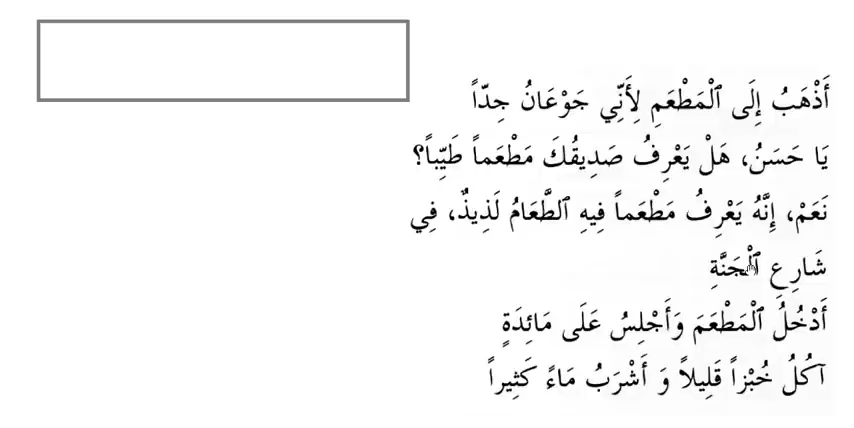 أَذْهَبُ إِلَى ٱلْمَطْعَمِ لِأَنِّي جَوْعَانُ جِدّاً
يَا حَسَنُ، هَلْ يَعْرِفُ صَدِيقُكَ مَطْعَماً طَيِّباً؟
نَعَمْ، إِنَّهُ يَعْرِفُ مَطْعَماً فِيهِ ٱلطَّعَامُ لَذِيذٌ، فِي
شَارِعِ ٱلْجَنَّةِ
أَدْخُلُ ٱلْمَطْعَمَ وَأَجْلِسُ عَلَى مَائِدَةٍ
آكُلُ خُبْزاً قَلِيلاً وَ أَشْرَبُ مَاءً كَثِيراً